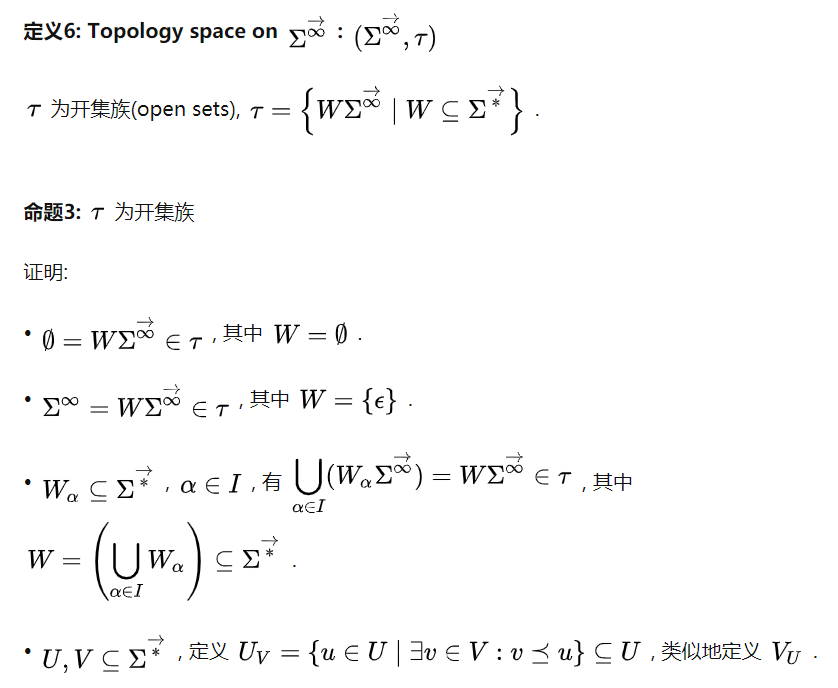 定义6: Topology space on $\Sigma^{\overrightarrow{\infty}}$ : $(\Sigma^{\overrightarrow{\infty}}, \tau)$
$\tau$ 为开集族(open sets), $\tau = \left\{ W\Sigma^{\overrightarrow{\infty}} \mid W \subseteq \Sigma^{\overrightarrow{*}} \right\}$ .
命题3: $\tau$ 为开集族
证明:
• $\emptyset = W\Sigma^{\overrightarrow{\infty}} \in \tau$ , 其中 $W = \emptyset$ .
• $\Sigma^{\infty} = W\Sigma^{\overrightarrow{\infty}} \in \tau$ , 其中 $W = \{\epsilon\}$ .
• $W_{\alpha} \subseteq \Sigma^{\overrightarrow{*}}$ , $\alpha \in I$ , 有 $\bigcup_{\alpha \in I} (W_{\alpha}\Sigma^{\overrightarrow{\infty}}) = W\Sigma^{\overrightarrow{\infty}} \in \tau$ , 其中
$W = \left( \bigcup_{\alpha \in I} W_{\alpha} \right) \subseteq \Sigma^{\overrightarrow{*}}$ .
• $U, V \subseteq \Sigma^{\overrightarrow{*}}$ , 定义 $U_V = \{u \in U \mid \exists v \in V : v \preceq u\} \subseteq U$ , 类似地定义 $V_U$ .